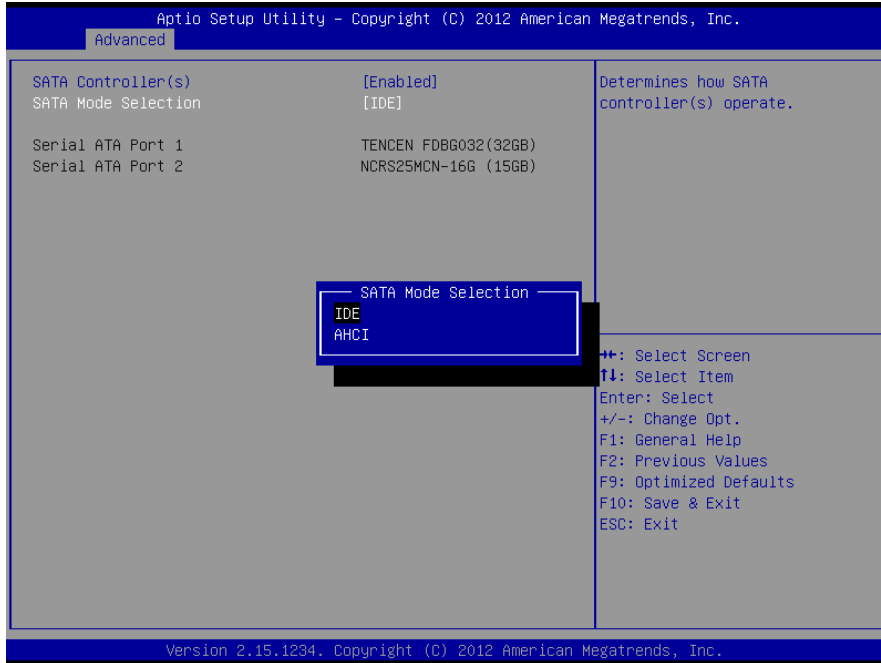 Aptio Setup Utility – Copyright (C) 2012 American Megatrends, Inc.
Advanced
SATA Controller(s) [Enabled]
SATA Mode Selection [IDE]
Serial ATA Port 1 TENCEN FDBG032(32GB)
Serial ATA Port 2 NCRS25MCN-16G (15GB)
Determines how SATA
controller(s) operate.
SATA Mode Selection
IDE
AHCI
→←: Select Screen
↑↓: Select Item
Enter: Select
+/-: Change Opt.
F1: General Help
F2: Previous Values
F9: Optimized Defaults
F10: Save & Exit
ESC: Exit
Version 2.15.1234. Copyright (C) 2012 American Megatrends, Inc.